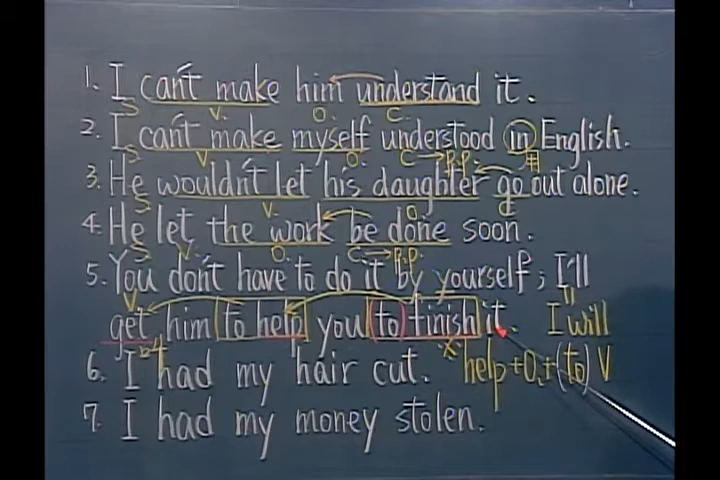 1. I can't make him understand it.
S V. O. C
2. I can't make myself understood in English.
S V. O. C → p.p. 用
3. He wouldn't let his daughter go out alone.
S V. O. C
4. He let the work be done soon.
S V. O. C → p.p.
5. You don't have to do it by yourself; I'll
V
get him to help you to finish it. I will
help + O. + (to) V
6. I had my hair cut.
7. I had my money stolen.